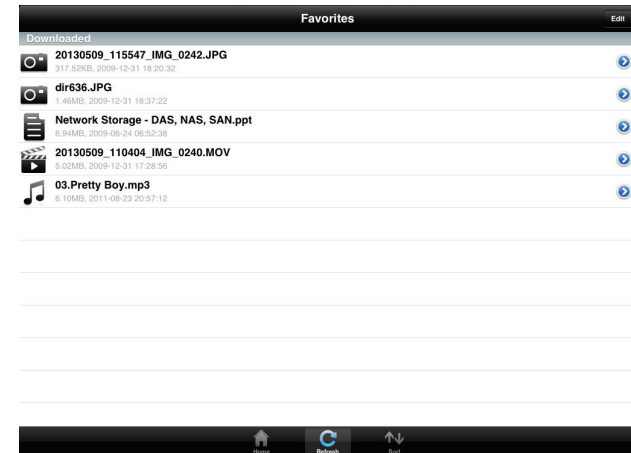 Favorites
Edit
Downloaded
20130509_115547_IMG_0242.JPG
317.52KB, 2009-12-31 18:20:32
dir636.JPG
1.46MB, 2009-12-31 18:37:22
Network Storage - DAS, NAS, SAN.ppt
6.94MB, 2009-06-24 06:52:38
20130509_110404_IMG_0240.MOV
5.02MB, 2009-12-31 17:28:56
03.Pretty Boy.mp3
6.10MB, 2011-08-23 20:57:12
Home Refresh Sort